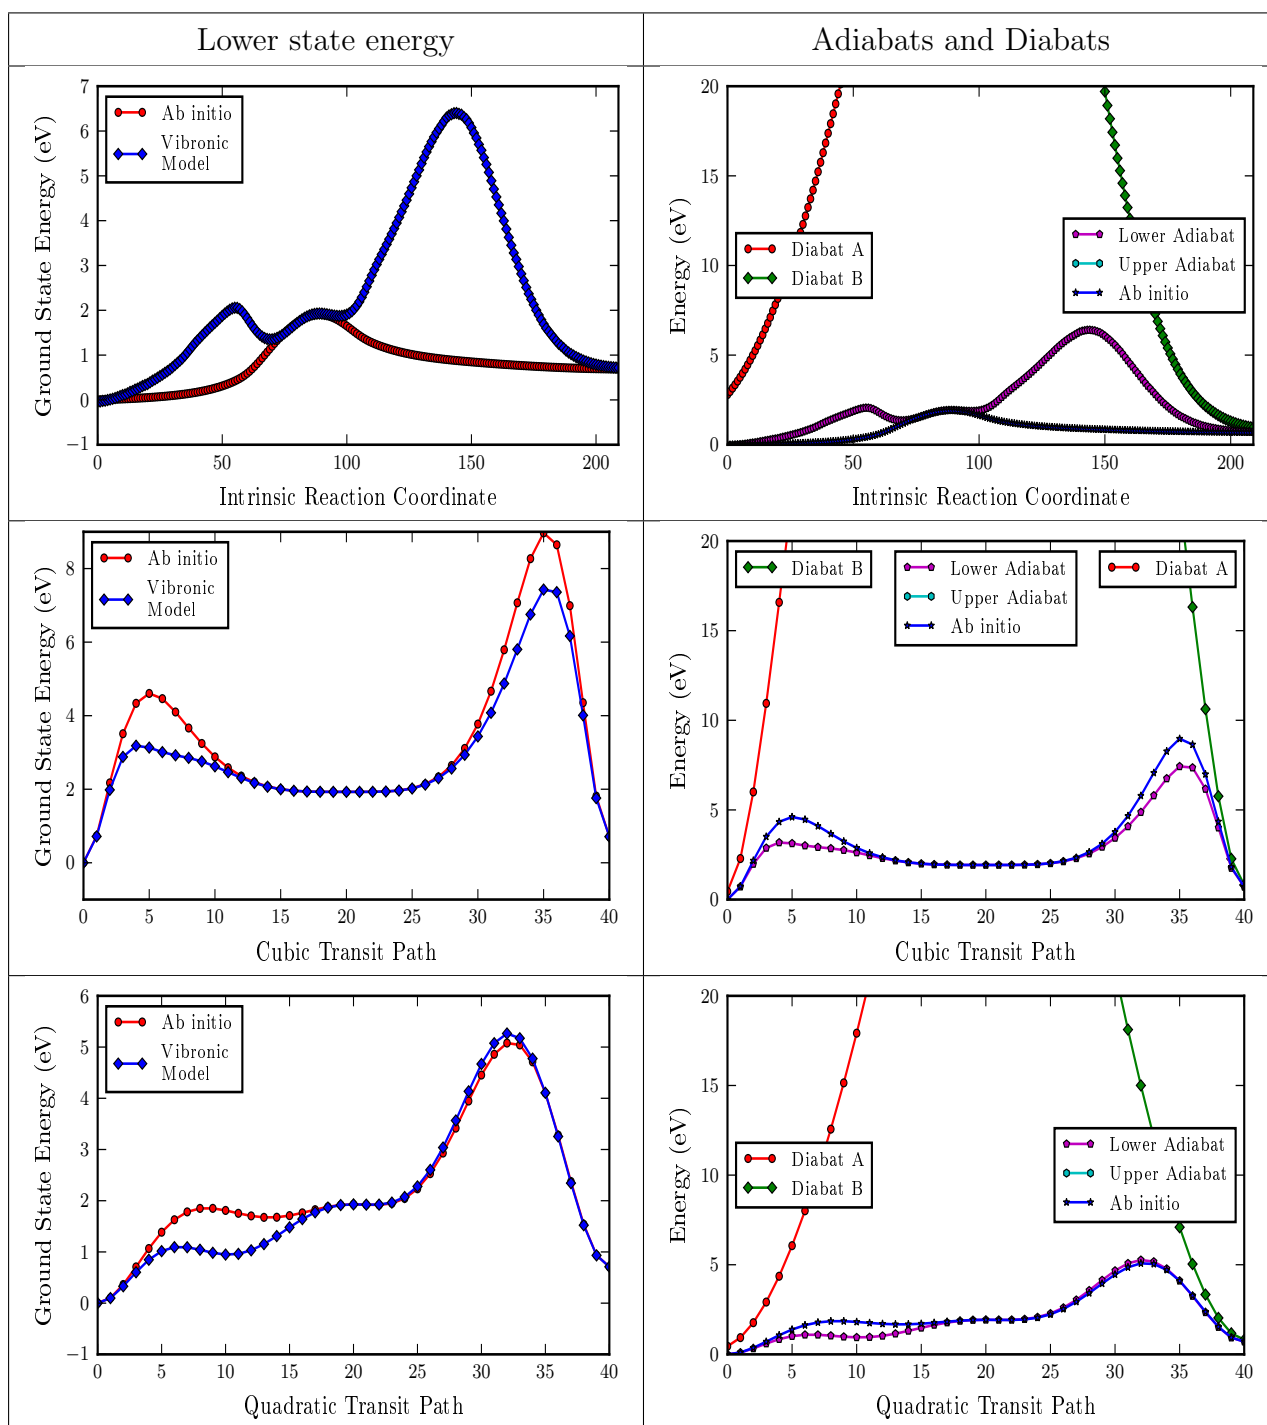 Lower state energy
Adiabats and Diabats
Ground State Energy (eV)
7
6
5
4
3
2
1
0
−1
Ab initio
Vibronic
Model
0 50 100 150 200
Intrinsic Reaction Coordinate
Energy (eV)
20
15
10
5
0
Diabat A
Diabat B
Lower Adiabat
Upper Adiabat
Ab initio
0 50 100 150 200
Intrinsic Reaction Coordinate
Ground State Energy (eV)
8
6
4
2
0
Ab initio
Vibronic
Model
0 5 10 15 20 25 30 35 40
Cubic Transit Path
Energy (eV)
20
15
10
5
0
Diabat B
Lower Adiabat
Upper Adiabat
Ab initio
Diabat A
0 5 10 15 20 25 30 35 40
Cubic Transit Path
Ground State Energy (eV)
6
5
4
3
2
1
0
−1
Ab initio
Vibronic
Model
0 5 10 15 20 25 30 35 40
Quadratic Transit Path
Energy (eV)
20
15
10
5
0
Diabat A
Diabat B
Lower Adiabat
Upper Adiabat
Ab initio
0 5 10 15 20 25 30 35 40
Quadratic Transit Path